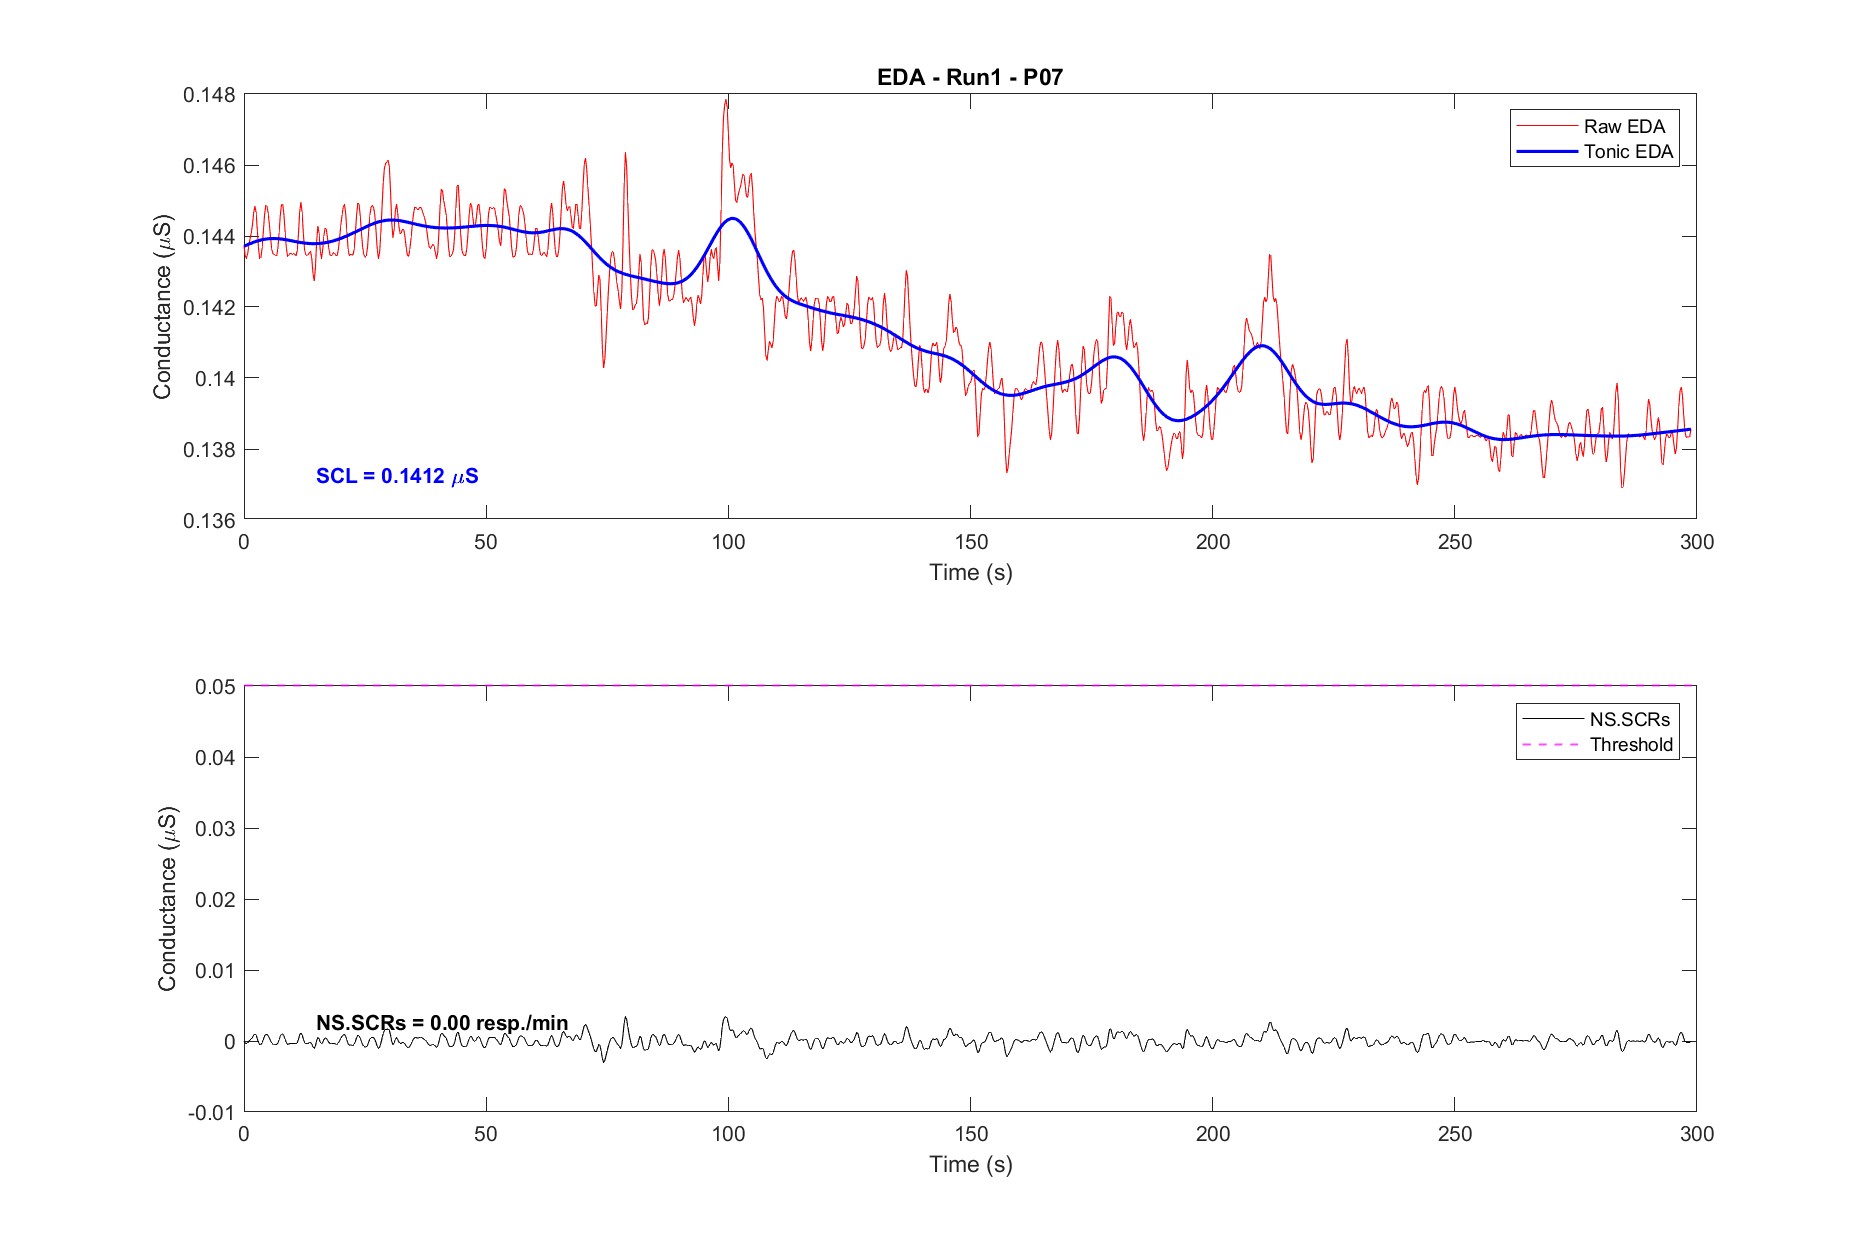 EDA - Run1 - P07
Conductance (μS)
0.148
0.146
0.144
0.142
0.14
0.138
0.136
Raw EDA
Tonic EDA
SCL = 0.1412 μS
0 50 100 150 200 250 300
Time (s)
Conductance (μS)
0.05
0.04
0.03
0.02
0.01
0
-0.01
NS.SCRs
Threshold
NS.SCRs = 0.00 resp./min
0 50 100 150 200 250 300
Time (s)